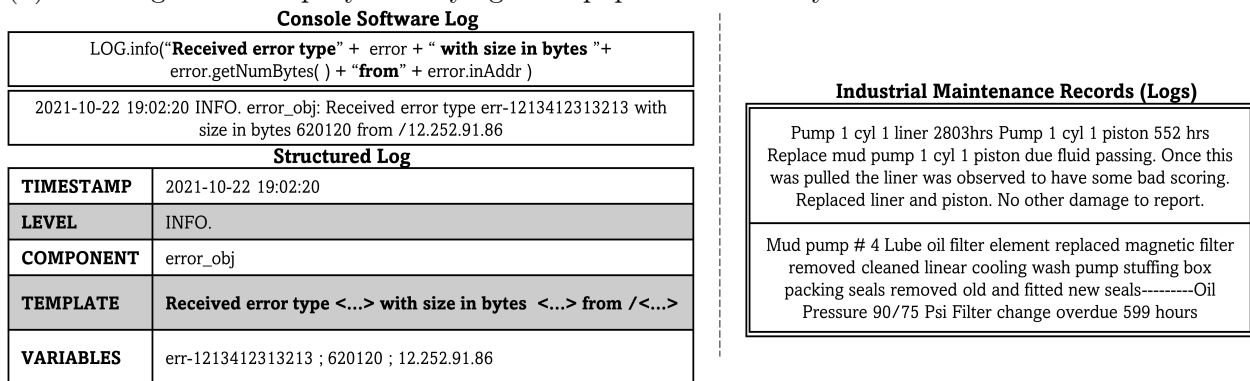 Console Software Log
LOG.info(“Received error type” + error + “ with size in bytes ”+
error.getNumBytes( ) + “from” + error.inAddr )
2021-10-22 19:02:20 INFO. error_obj: Received error type err-1213412313213 with
size in bytes 620120 from /12.252.91.86
Structured Log
TIMESTAMP 2021-10-22 19:02:20
LEVEL INFO.
COMPONENT error_obj
TEMPLATE Received error type <...> with size in bytes <...> from /<...>
VARIABLES err-1213412313213 ; 620120 ; 12.252.91.86
Industrial Maintenance Records (Logs)
Pump 1 cyl 1 liner 2803hrs Pump 1 cyl 1 piston 552 hrs
Replace mud pump 1 cyl 1 piston due fluid passing. Once this
was pulled the liner was observed to have some bad scoring.
Replaced liner and piston. No other damage to report.
Mud pump # 4 Lube oil filter element replaced magnetic filter
removed cleaned linear cooling wash pump stuffing box
packing seals removed old and fitted new seals---------Oil
Pressure 90/75 Psi Filter change overdue 599 hours